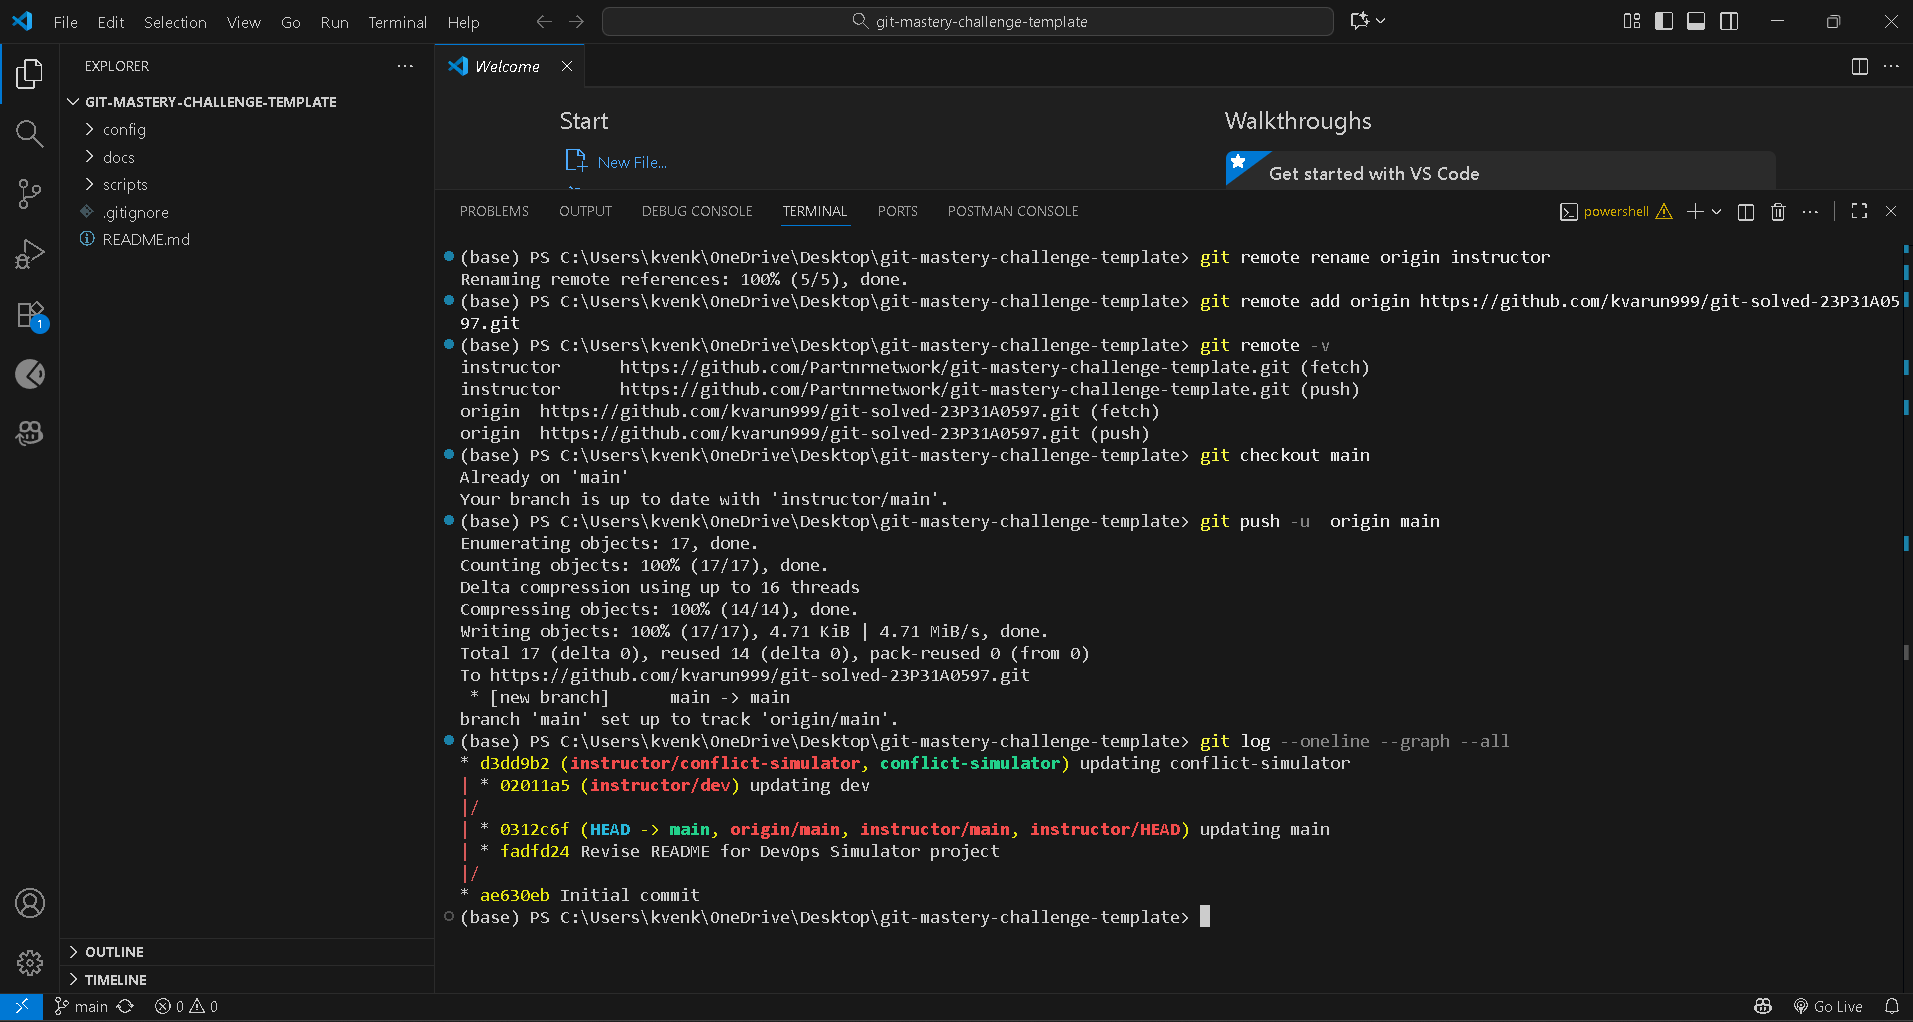 File Edit Selection View Go Run Terminal Help
git-mastery-challenge-template
EXPLORER
GIT-MASTERY-CHALLENGE-TEMPLATE
config
docs
scripts
.gitignore
README.md
OUTLINE
TIMELINE
1
Welcome
Start
New File...
Walkthroughs
Get started with VS Code
PROBLEMS OUTPUT DEBUG CONSOLE TERMINAL PORTS POSTMAN CONSOLE
powershell
(base) PS C:\Users\kvenk\OneDrive\Desktop\git-mastery-challenge-template> git remote rename origin instructor
Renaming remote references: 100% (5/5), done.
(base) PS C:\Users\kvenk\OneDrive\Desktop\git-mastery-challenge-template> git remote add origin https://github.com/kvarun999/git-solved-23P31A05
97.git
(base) PS C:\Users\kvenk\OneDrive\Desktop\git-mastery-challenge-template> git remote -v
instructor https://github.com/Partnrnetwork/git-mastery-challenge-template.git (fetch)
instructor https://github.com/Partnrnetwork/git-mastery-challenge-template.git (push)
origin https://github.com/kvarun999/git-solved-23P31A0597.git (fetch)
origin https://github.com/kvarun999/git-solved-23P31A0597.git (push)
(base) PS C:\Users\kvenk\OneDrive\Desktop\git-mastery-challenge-template> git checkout main
Already on 'main'
Your branch is up to date with 'instructor/main'.
(base) PS C:\Users\kvenk\OneDrive\Desktop\git-mastery-challenge-template> git push -u origin main
Enumerating objects: 17, done.
Counting objects: 100% (17/17), done.
Delta compression using up to 16 threads
Compressing objects: 100% (14/14), done.
Writing objects: 100% (17/17), 4.71 KiB | 4.71 MiB/s, done.
Total 17 (delta 0), reused 14 (delta 0), pack-reused 0 (from 0)
To https://github.com/kvarun999/git-solved-23P31A0597.git
* [new branch] main -> main
branch 'main' set up to track 'origin/main'.
(base) PS C:\Users\kvenk\OneDrive\Desktop\git-mastery-challenge-template> git log --oneline --graph --all
* d3dd9b2 (instructor/conflict-simulator, conflict-simulator) updating conflict-simulator
| * 02011a5 (instructor/dev) updating dev
|/
| * 0312c6f (HEAD -> main, origin/main, instructor/main, instructor/HEAD) updating main
| * fadfd24 Revise README for DevOps Simulator project
|/
* ae630eb Initial commit
(base) PS C:\Users\kvenk\OneDrive\Desktop\git-mastery-challenge-template>
main 0 0 Go Live